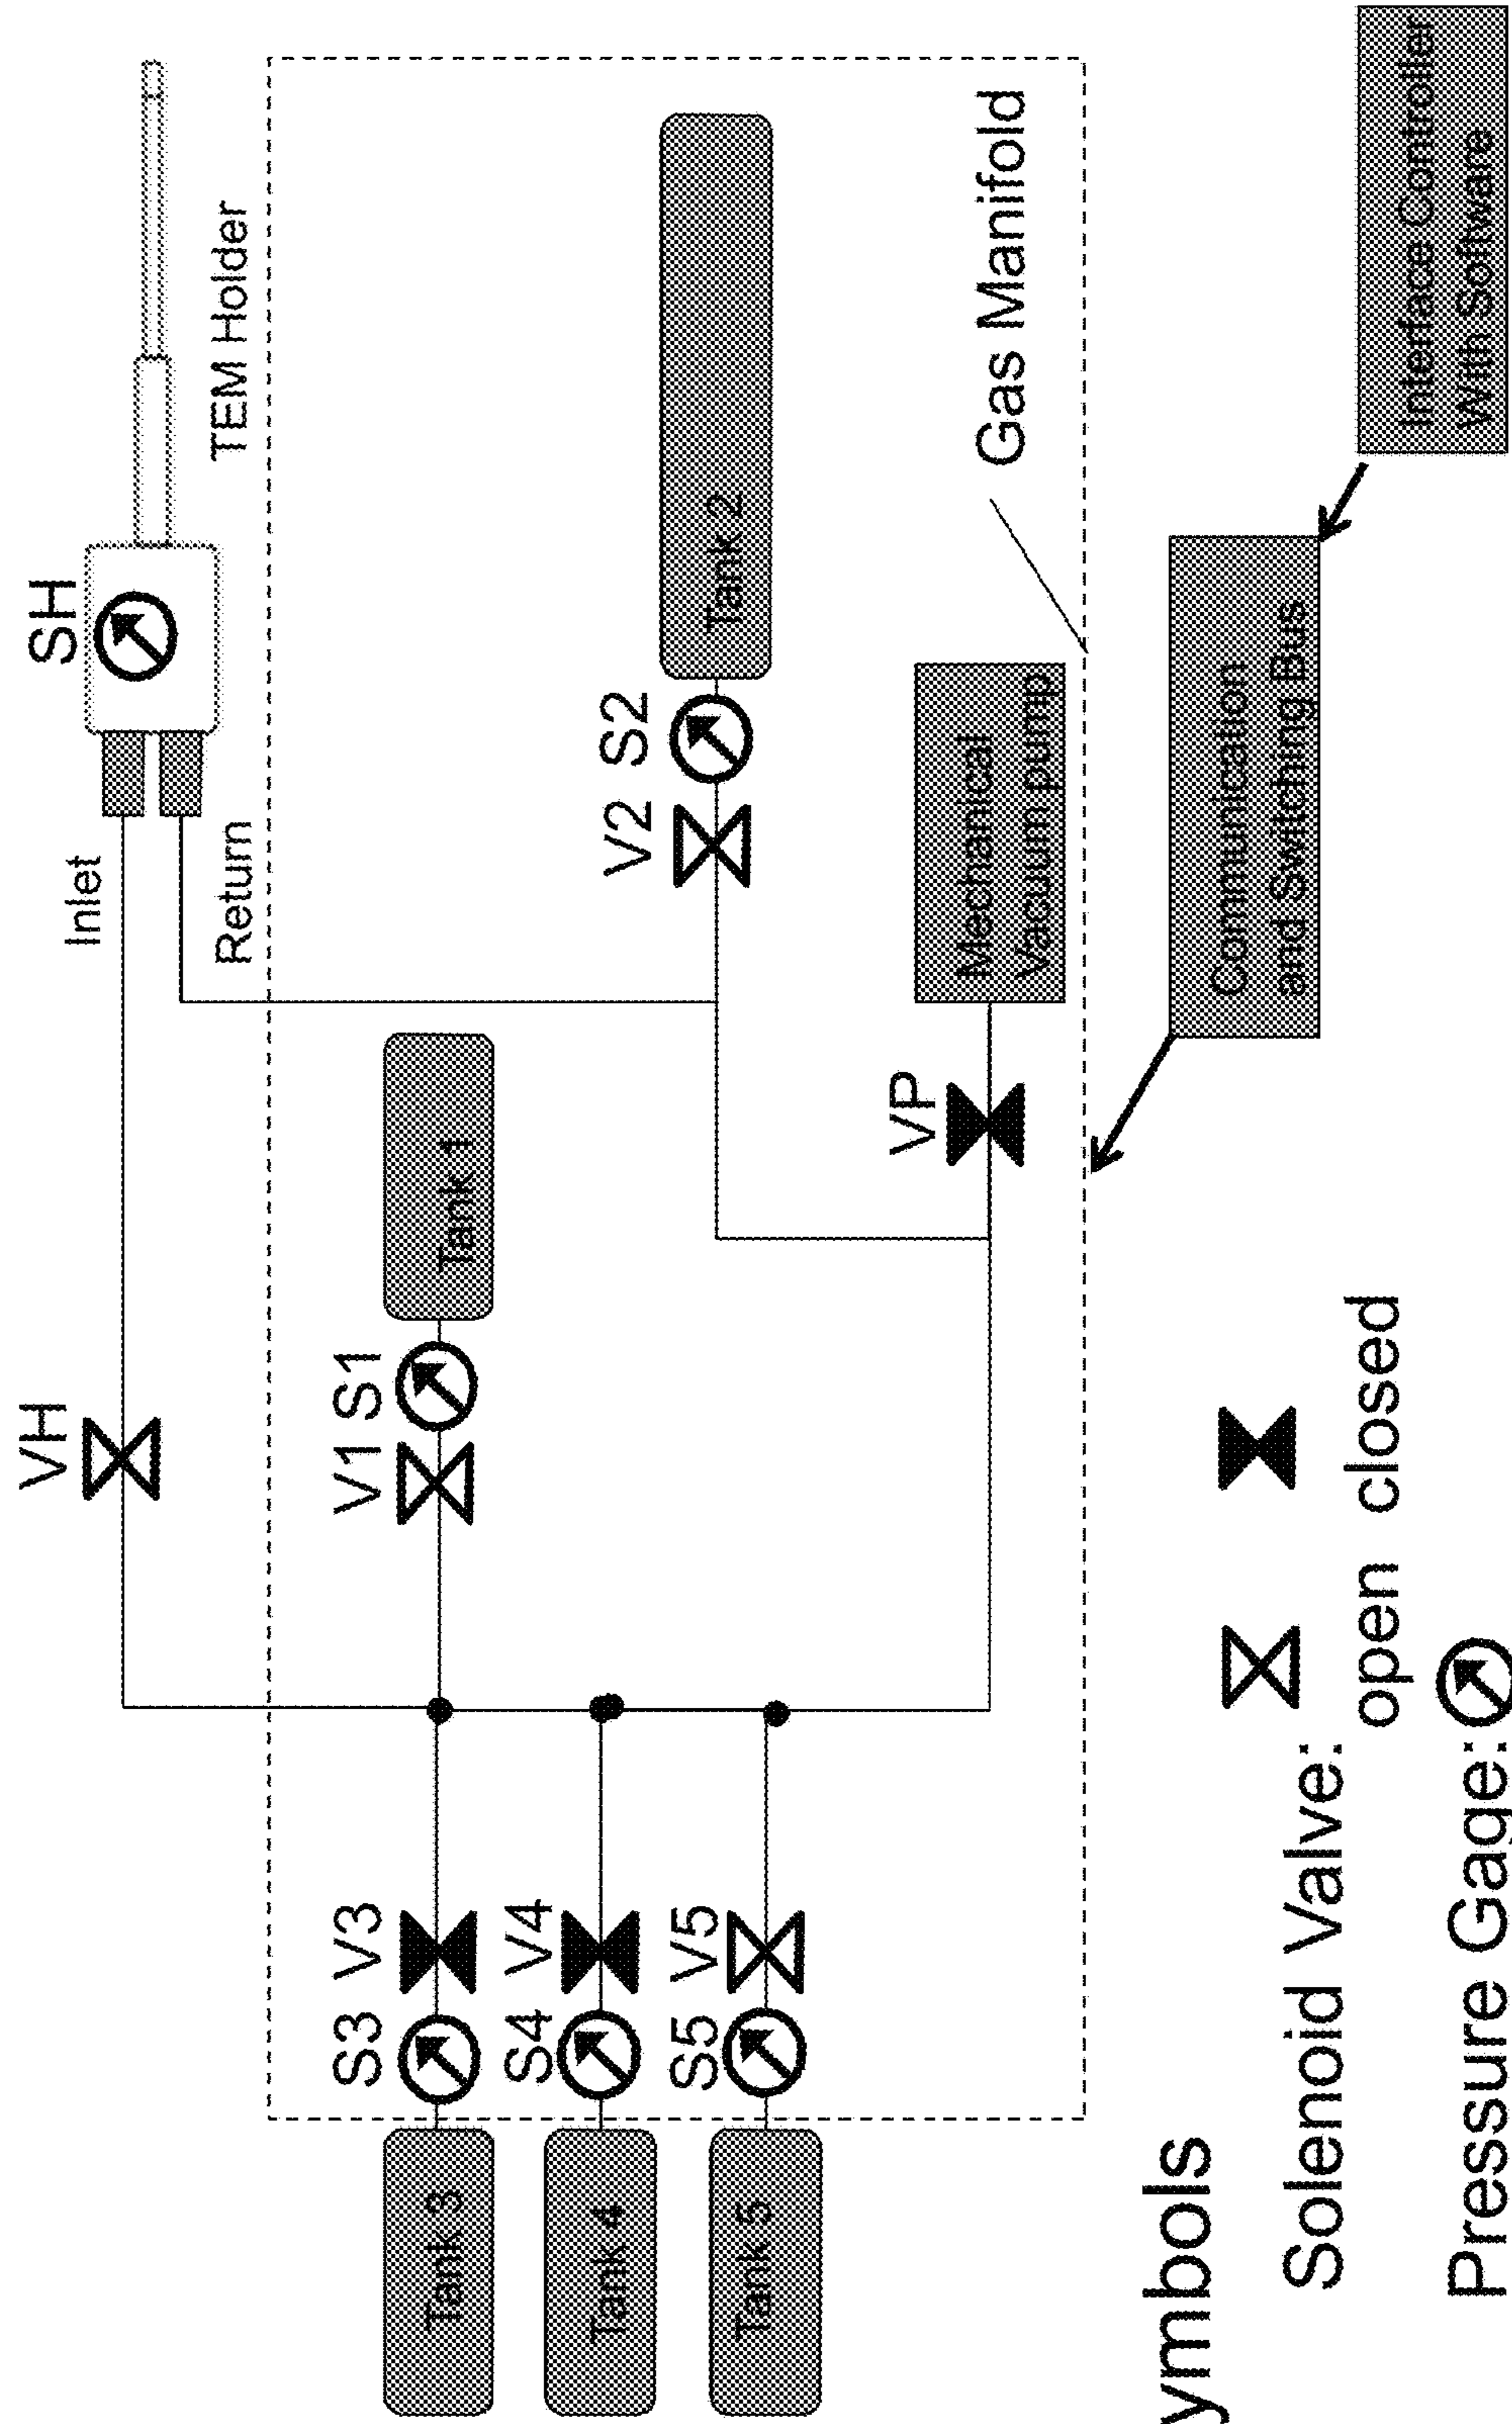 SH
TEM Holder
Inlet
Return
VH
V1 S1
Tank 1
V2 S2
Tank 2
Gas Manifold
VP
Mechanical
Vacuum pump
S3 V3
Tank 3
S4 V4
Tank 4
S5 V5
Tank 5
Communication
and Switching Bus
Interface Controller
With Software
ymbols
Solenoid Valve:
open closed
Pressure Gage: